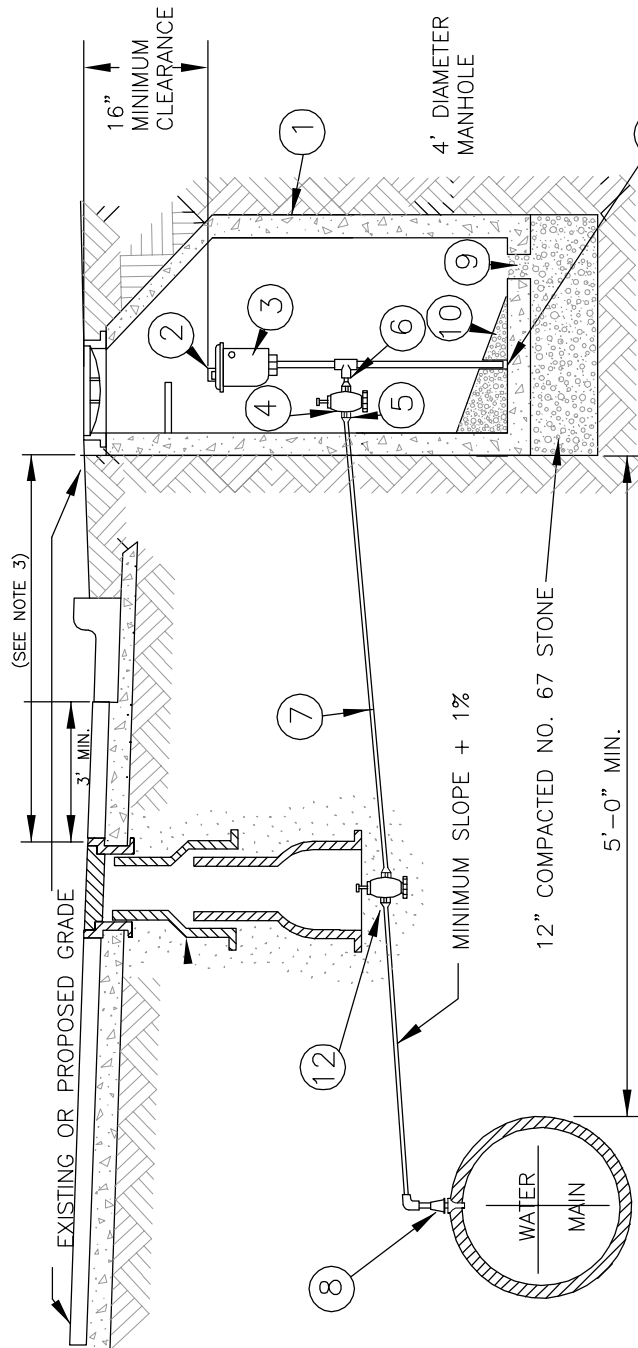 EXISTING OR PROPOSED GRADE
(SEE NOTE 3)
3' MIN.
16"
MINIMUM
CLEARANCE
1
2
3
4
5
6
4' DIAMETER
MANHOLE
9
10
7
12
8
MINIMUM SLOPE + 1%
12" COMPACTED NO. 67 STONE
5'-0" MIN.
WATER
MAIN